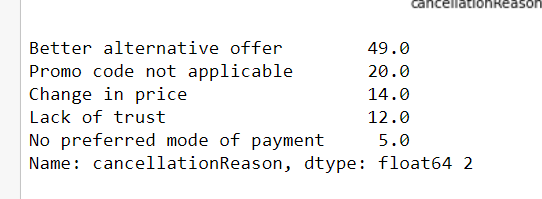 cancellationReason
Better alternative offer 49.0
Promo code not applicable 20.0
Change in price 14.0
Lack of trust 12.0
No preferred mode of payment 5.0
Name: cancellationReason, dtype: float64 2